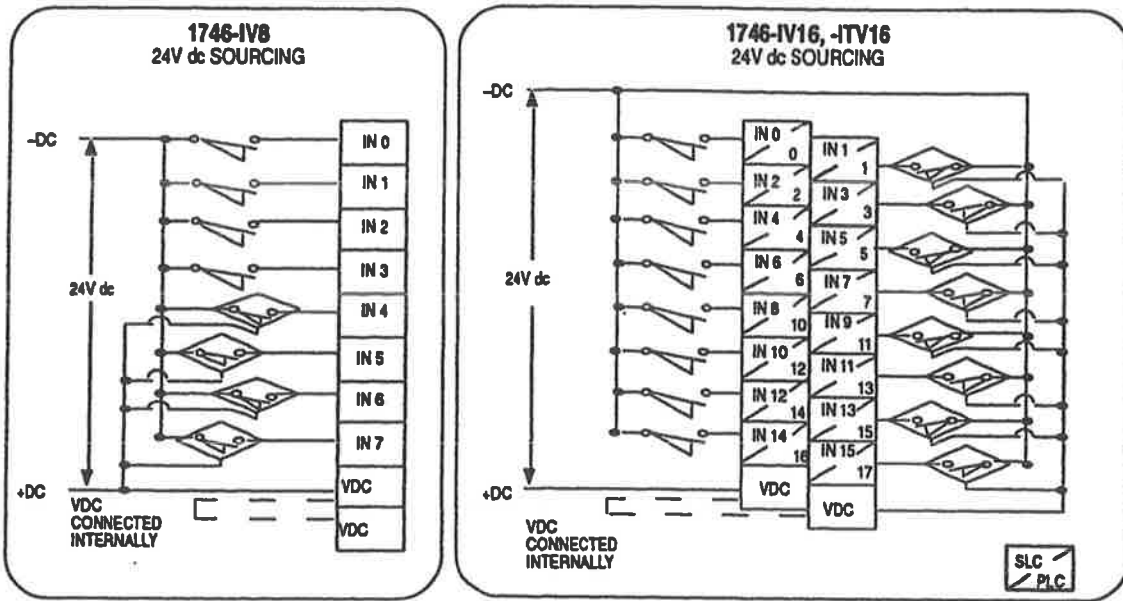 1746-IV8
24V dc SOURCING
–DC
24V dc
+DC
VDC
CONNECTED
INTERNALLY
IN 0
IN 1
IN 2
IN 3
IN 4
IN 5
IN 6
IN 7
VDC
VDC
1746-IV16, -ITV16
24V dc SOURCING
–DC
24V dc
+DC
VDC
CONNECTED
INTERNALLY
IN 0
0
IN 2
2
IN 4
4
IN 6
6
IN 8
10
IN 10
12
IN 12
14
IN 14
16
VDC
IN 1
1
IN 3
3
IN 5
5
IN 7
7
IN 9
11
IN 11
13
IN 13
15
IN 15
17
VDC
SLC
PLC